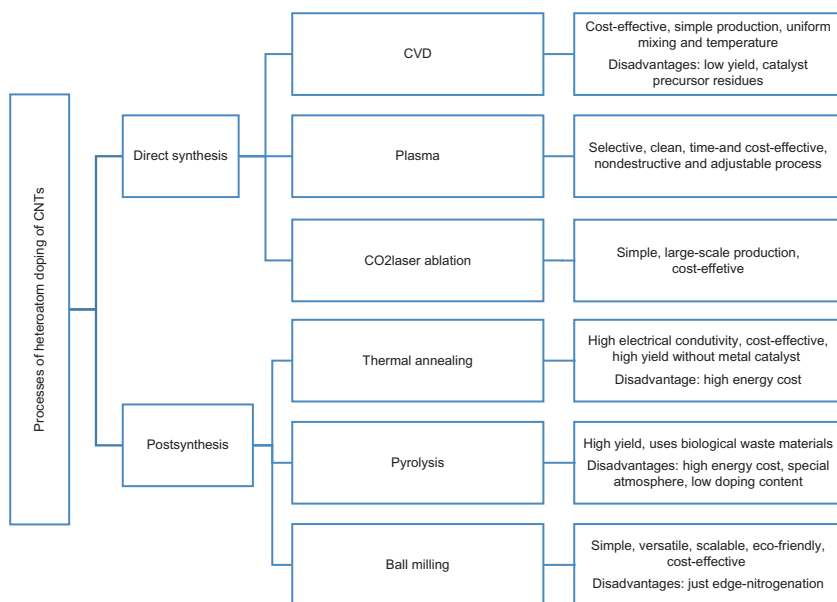 Processes of heteroatom doping of CNTs
Direct synthesis
CVD
Cost-effective, simple production, uniform
mixing and temperature
Disadvantages: low yield, catalyst
precursor residues
Plasma
Selective, clean, time-and cost-effective,
nondestructive and adjustable process
CO2laser ablation
Simple, large-scale production,
cost-effetive
Postsynthesis
Thermal annealing
High electrical condutivity, cost-effective,
high yield without metal catalyst
Disadvantage: high energy cost
Pyrolysis
High yield, uses biological waste materials
Disadvantages: high energy cost, special
atmosphere, low doping content
Ball milling
Simple, versatile, scalable, eco-friendly,
cost-effective
Disadvantages: just edge-nitrogenation